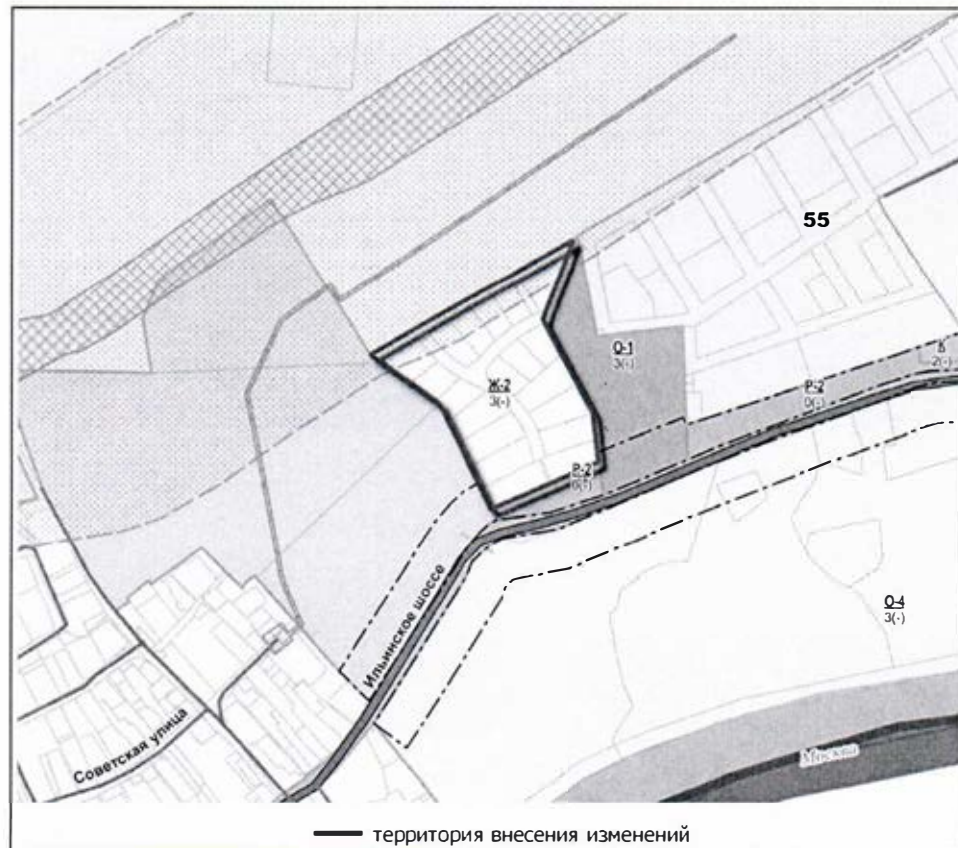 55
К
2(-)
О-1
3(-)
Р-2
0(-)
Ж-2
3(-)
Р-2
0(-)
Ильинское шоссе
О-4
3(-)
Советская улица
Москва
территория внесения изменений